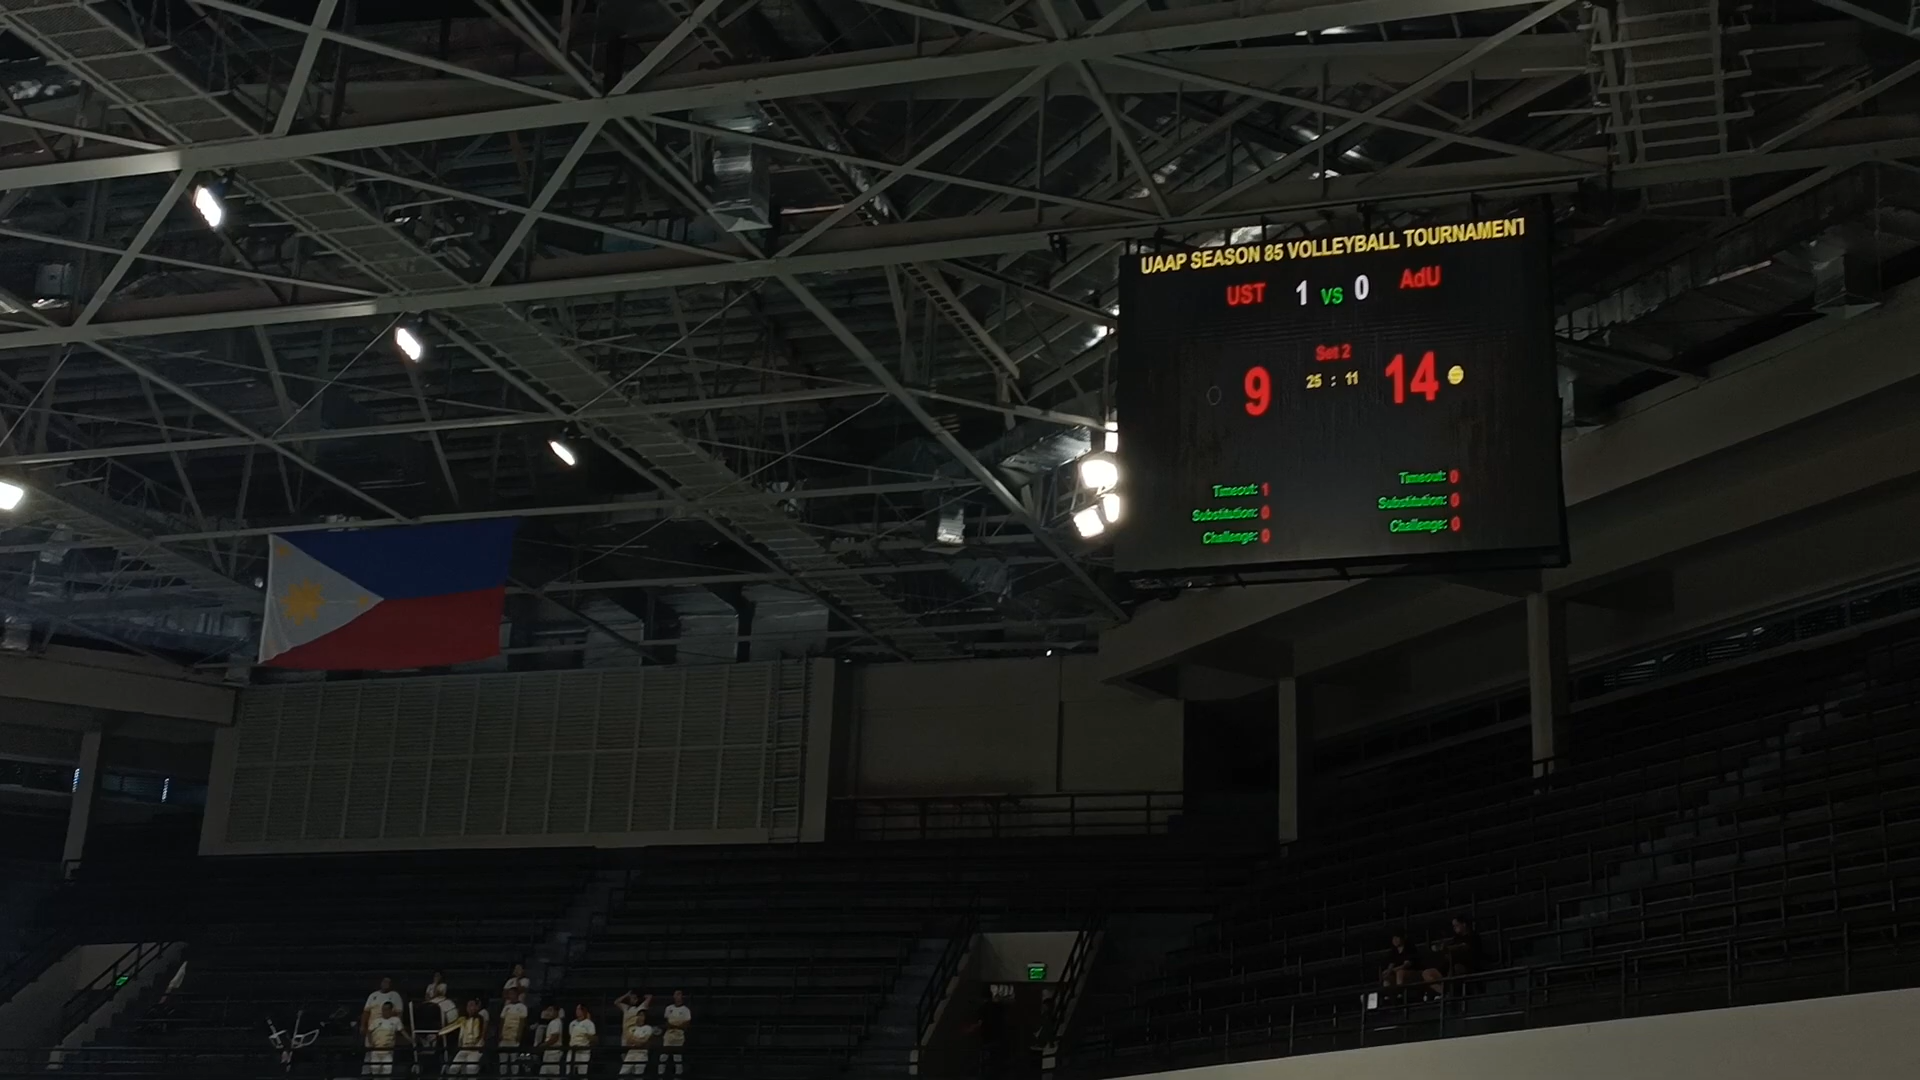 UAAP SEASON 85 VOLLEYBALL TOURNAMENT
UST 1 vs 0 AdU
Set 2
9 25 : 11 14
Timeout: 1 Timeout: 0
Substitution: 0 Substitution: 0
Challenge: 0 Challenge: 0
EXIT